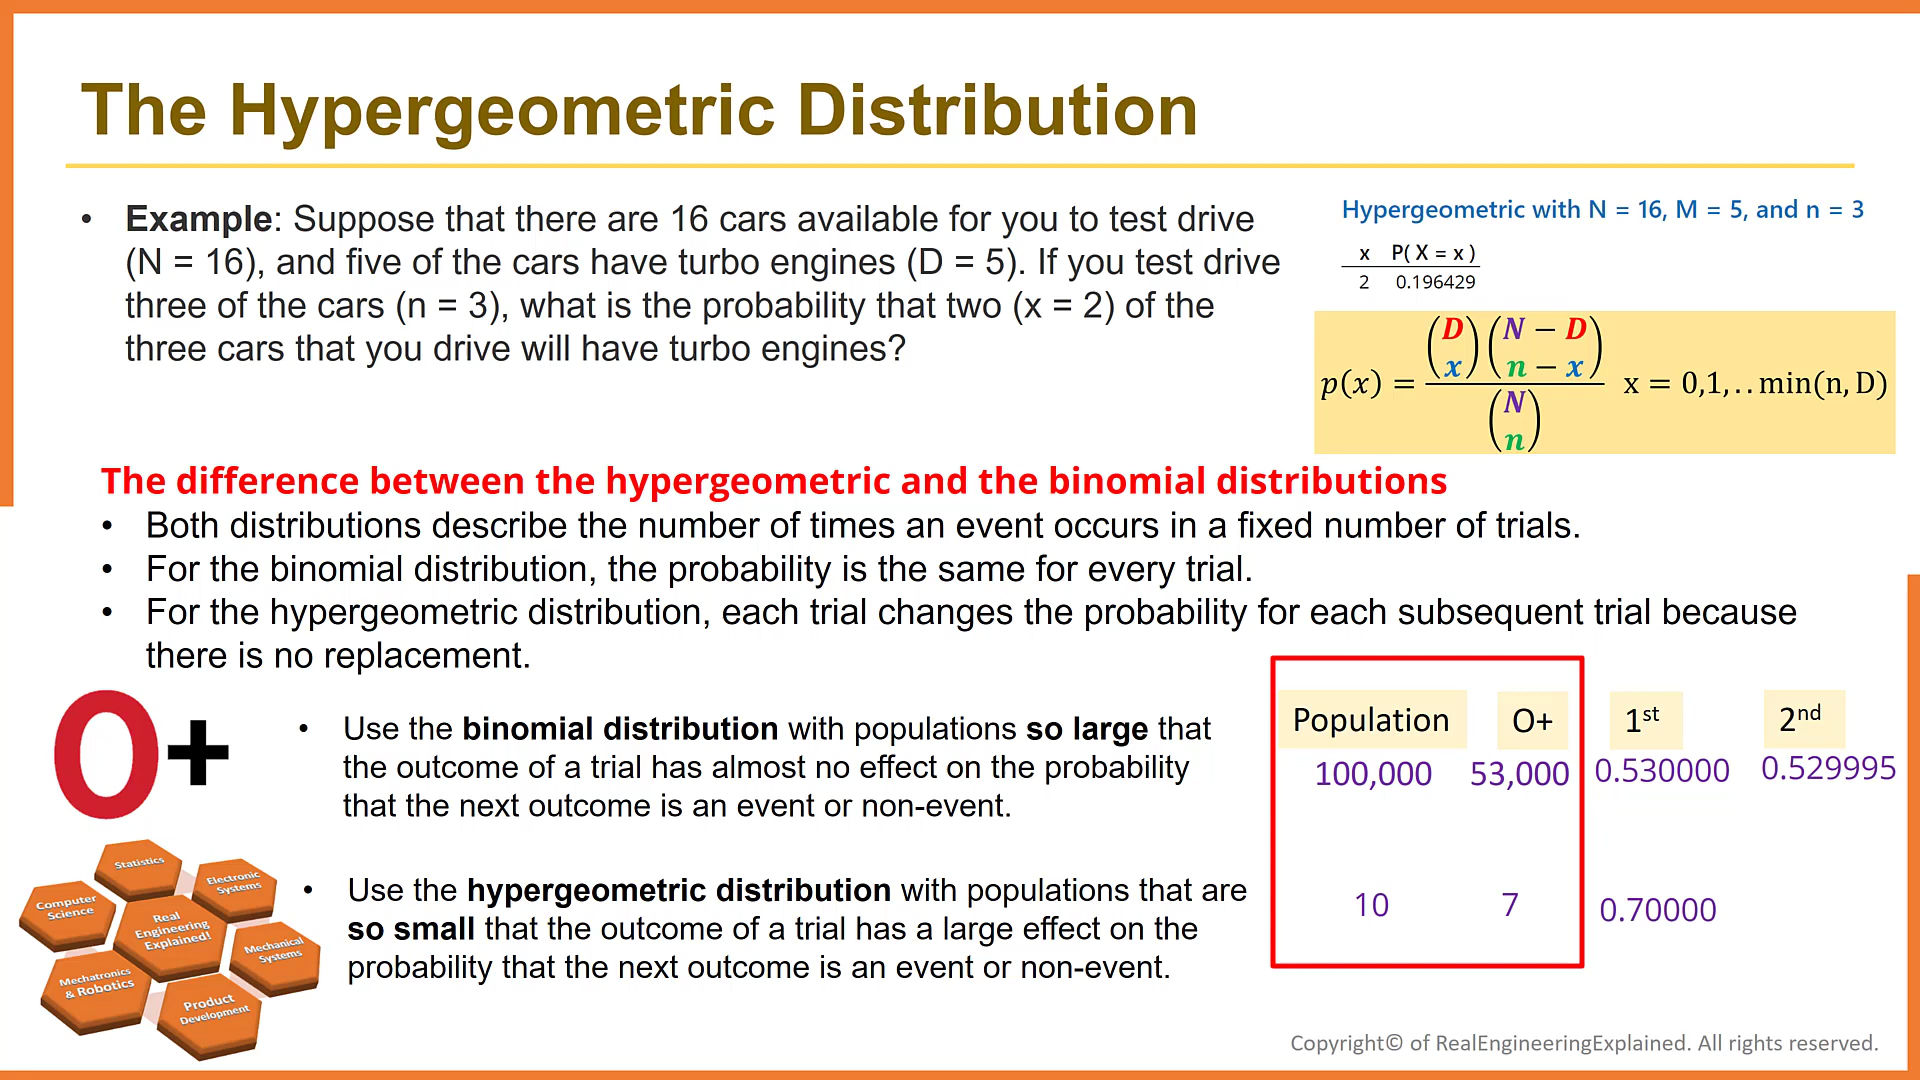 The Hypergeometric Distribution
• Example: Suppose that there are 16 cars available for you to test drive
(N = 16), and five of the cars have turbo engines (D = 5). If you test drive
three of the cars (n = 3), what is the probability that two (x = 2) of the
three cars that you drive will have turbo engines?
Hypergeometric with N = 16, M = 5, and n = 3
x P( X = x )
2 0.196429
p(x) = (D x)(N − D n − x) / (N n) x = 0,1,..min(n, D)
The difference between the hypergeometric and the binomial distributions
• Both distributions describe the number of times an event occurs in a fixed number of trials.
• For the binomial distribution, the probability is the same for every trial.
• For the hypergeometric distribution, each trial changes the probability for each subsequent trial because
there is no replacement.
O+
• Use the binomial distribution with populations so large that
the outcome of a trial has almost no effect on the probability
that the next outcome is an event or non-event.
• Use the hypergeometric distribution with populations that are
so small that the outcome of a trial has a large effect on the
probability that the next outcome is an event or non-event.
Population O+ 1st 2nd
100,000 53,000 0.530000 0.529995
10 7 0.70000
Statistics
Electronic
Systems
Computer
Science
Real
Engineering
Explained!
Mechanical
Systems
Mechatronics
& Robotics
Product
Development
Copyright© of RealEngineeringExplained. All rights reserved.